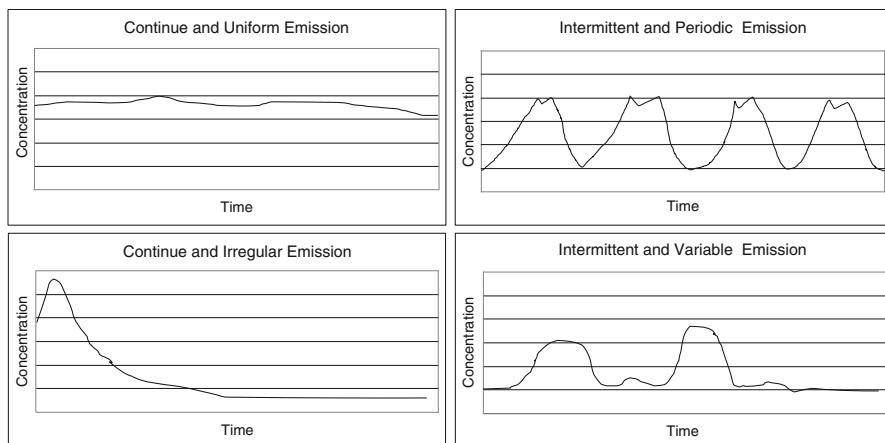 Continue and Uniform Emission
Concentration
Time
Intermittent and Periodic Emission
Concentration
Time
Continue and Irregular Emission
Concentration
Time
Intermittent and Variable Emission
Concentration
Time